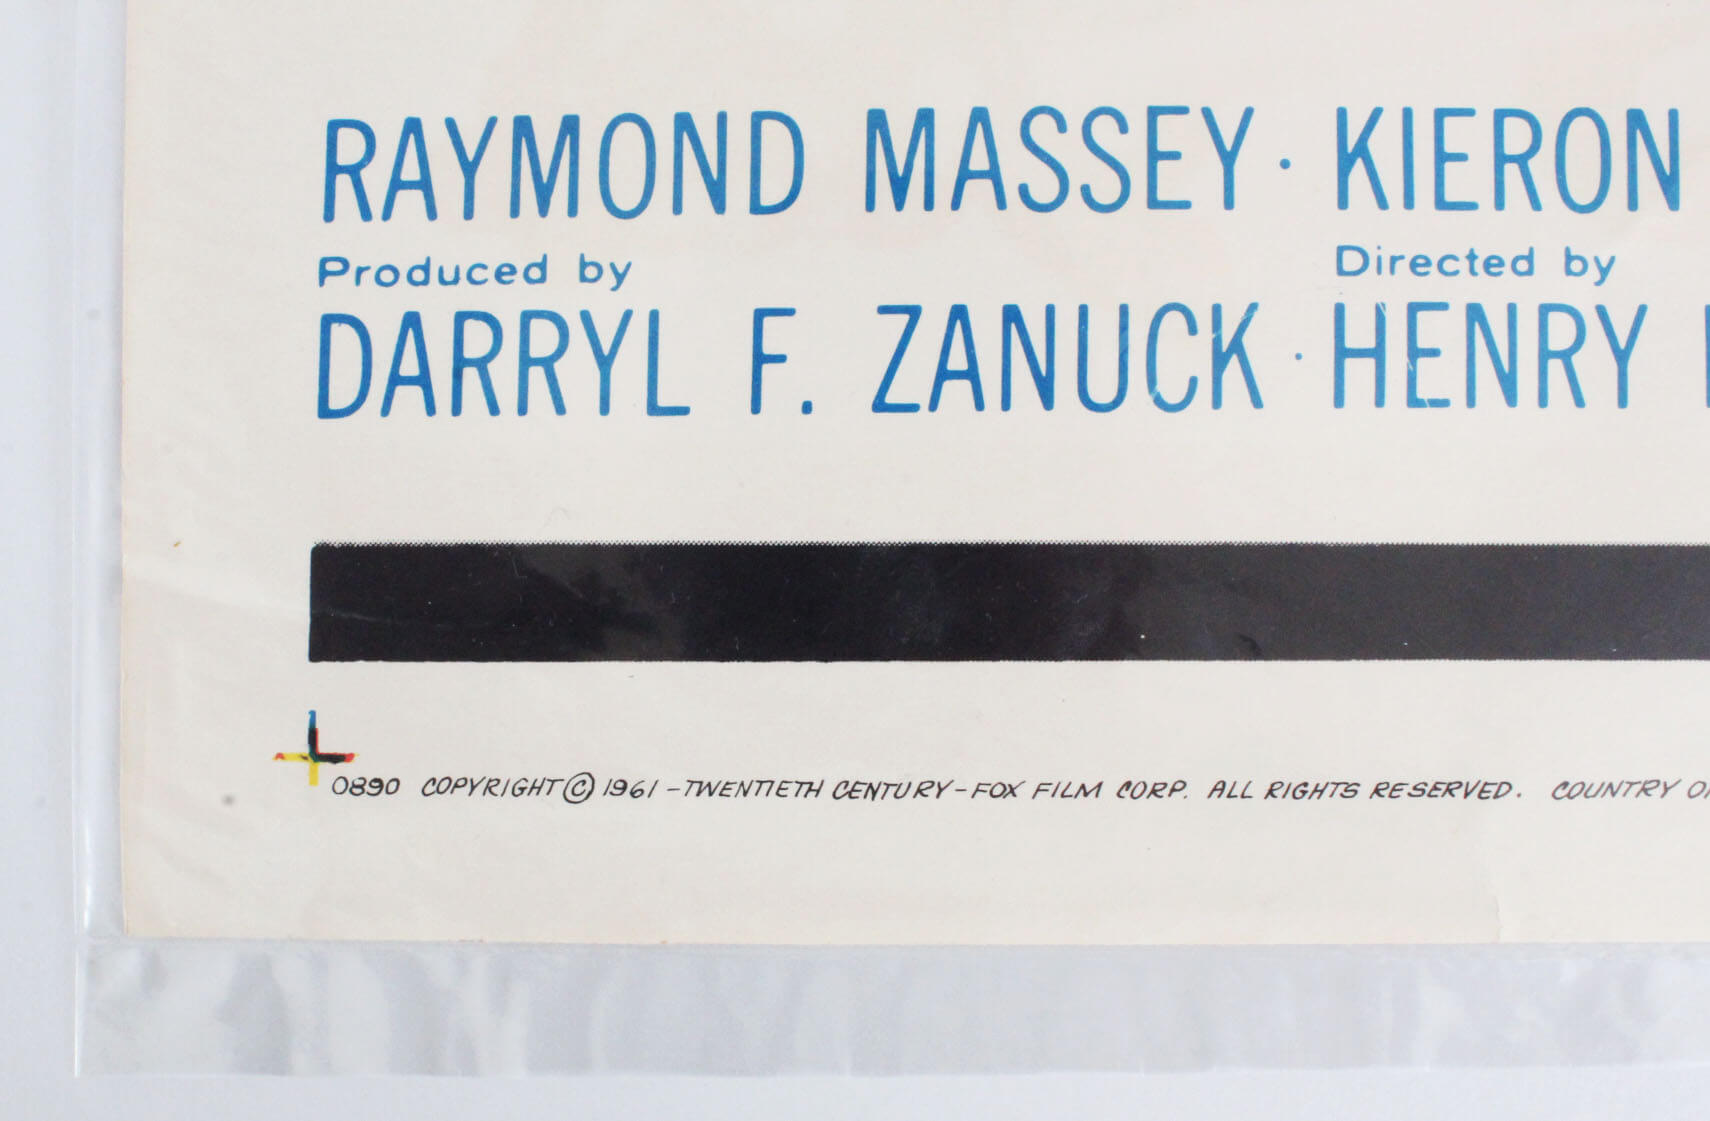 RAYMOND MASSEY · KIERON
Produced by Directed by
DARRYL F. ZANUCK · HENRY
0890 COPYRIGHT © 1961 - TWENTIETH CENTURY - FOX FILM CORP. ALL RIGHTS RESERVED. COUNTRY